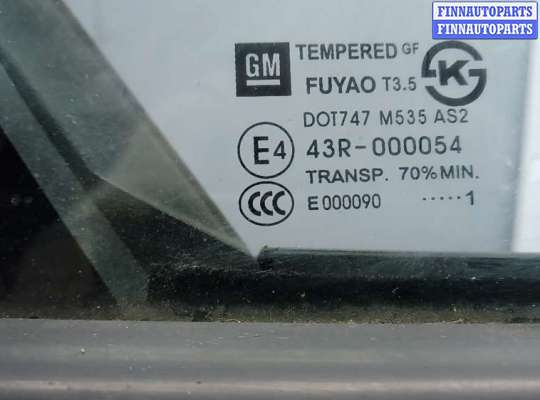 FINNAUTOPARTS
FINNAUTOPARTS
GM TEMPERED GF
FUYAO T3.5
DOT747 M535 AS2
E4 43R-000054
TRANSP. 70% MIN.
CCC E000090 ·····1